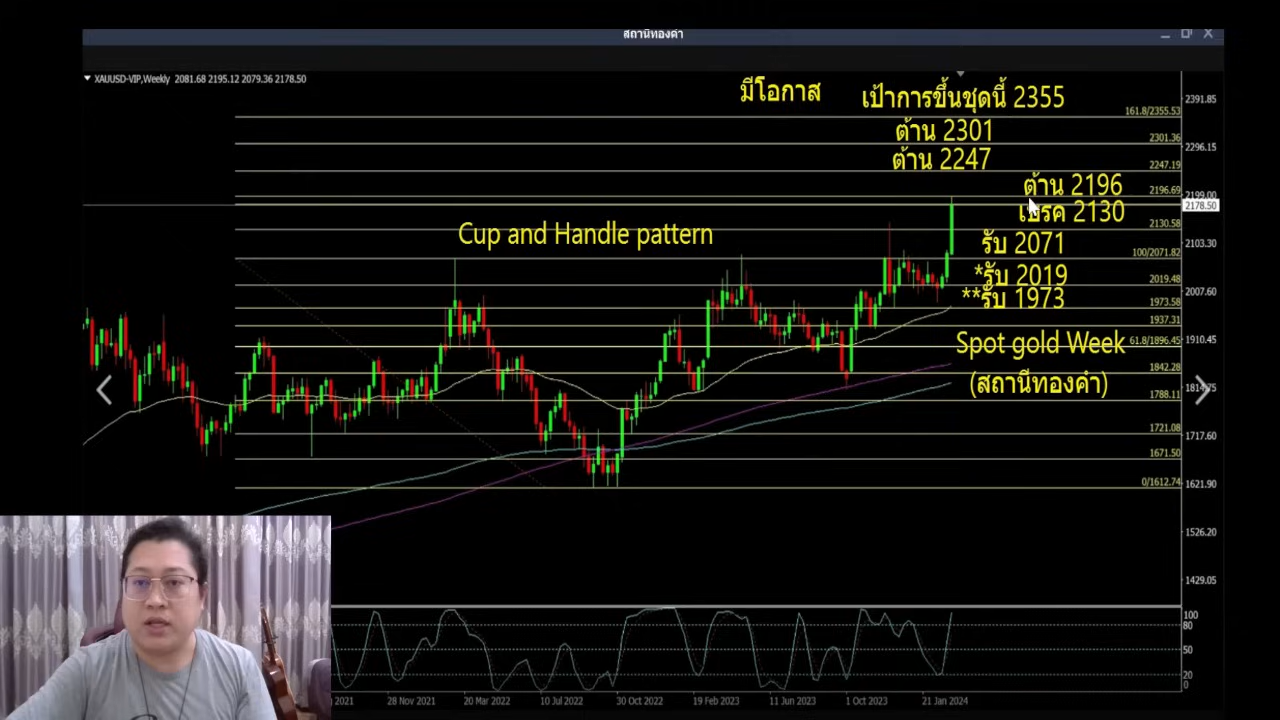 สถานีทองคำ
XAUUSD-VIP,Weekly 2081.68 2195.12 2079.36 2178.50
มีโอกาส
เป้าการขึ้นชุดนี้ 2355
ต้าน 2301
ต้าน 2247
ต้าน 2196
เบรค 2130
รับ 2071
*รับ 2019
**รับ 1973
Cup and Handle pattern
Spot gold Week
(สถานีทองคำ)
161.8/2355.53
2301.36
2247.19
2196.69
2130.58
100/2071.82
2019.48
1973.58
1937.31
61.8/1896.45
1842.28
1788.11
1721.08
1671.50
0/1612.74
2391.85
2296.15
2199.00
2178.50
2103.30
2007.60
1910.45
1717.60
1621.90
1526.20
1429.05
100
80
50
20
0
2021
28 Nov 2021
20 Mar 2022
10 Jul 2022
30 Oct 2022
19 Feb 2023
11 Jun 2023
1 Oct 2023
21 Jan 2024